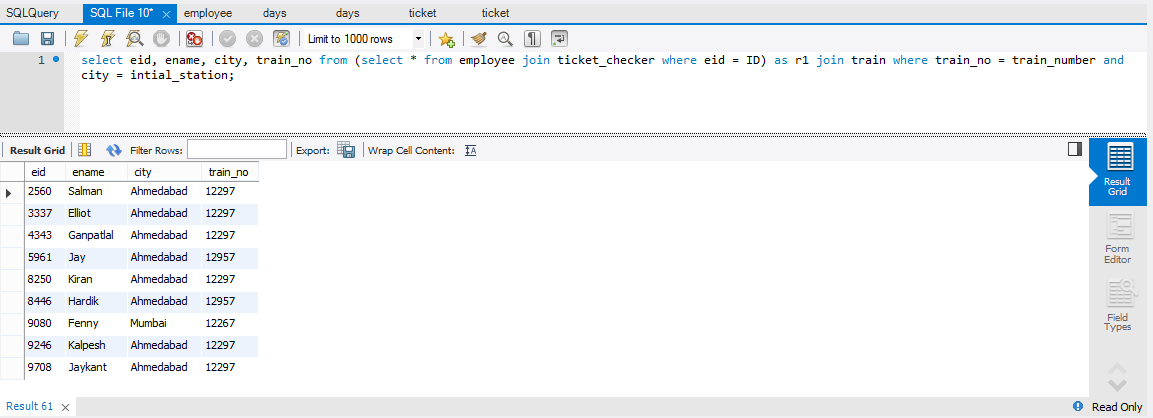 SQLQuery SQL File 10* employee days days ticket ticket
Limit to 1000 rows
1 select eid, ename, city, train_no from (select * from employee join ticket_checker where eid = ID) as r1 join train where train_no = train_number and
city = intial_station;
Result Grid Filter Rows: Export: Wrap Cell Content:
eid ename city train_no
2560 Salman Ahmedabad 12297
3337 Elliot Ahmedabad 12297
4343 Ganpatlal Ahmedabad 12297
5961 Jay Ahmedabad 12957
8250 Kiran Ahmedabad 12297
8446 Hardik Ahmedabad 12957
9080 Fenny Mumbai 12267
9246 Kalpesh Ahmedabad 12297
9708 Jaykant Ahmedabad 12297
Result
Grid
Form
Editor
Field
Types
Result 61 Read Only